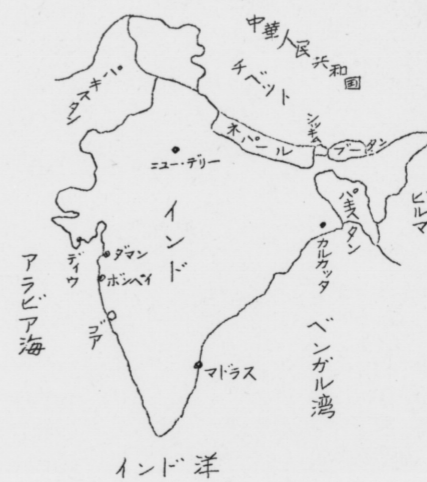 中華人民共和国
チベット
パキスタン
シッキム
ネパール
ブータン
ビルマ
パキスタン
ニュー・デリー
インド
カルカッタ
ダマン
ディウ
ボンベイ
ゴア
アラビア海
マドラス
ベンガル湾
インド洋